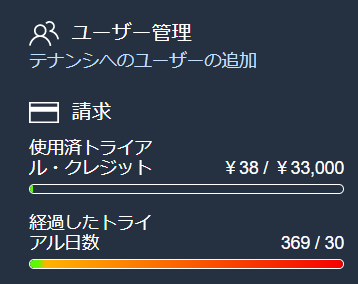 ユーザー管理
テナンシへのユーザーの追加
請求
使用済トライア
ル・クレジット ￥38 / ￥33,000
経過したトライ
アル日数 369 / 30